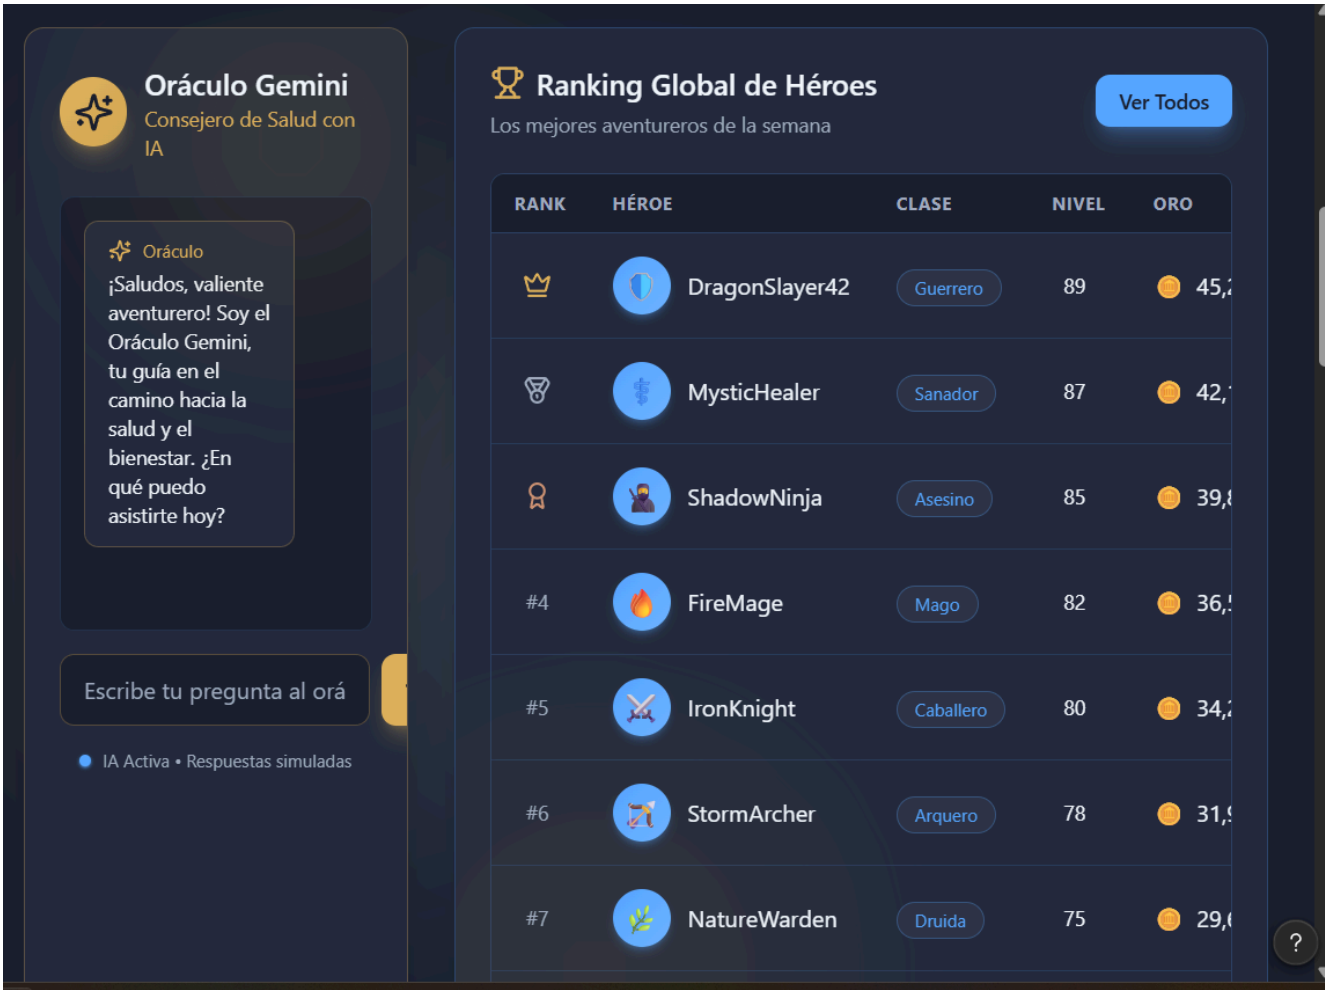 Oráculo Gemini
Consejero de Salud con
IA
Oráculo
¡Saludos, valiente
aventurero! Soy el
Oráculo Gemini,
tu guía en el
camino hacia la
salud y el
bienestar. ¿En
qué puedo
asistirte hoy?
Escribe tu pregunta al orá
IA Activa • Respuestas simuladas
Ranking Global de Héroes
Los mejores aventureros de la semana
Ver Todos
RANK HÉROE CLASE NIVEL ORO
DragonSlayer42 Guerrero 89
MysticHealer Sanador 87
ShadowNinja Asesino 85
#4 FireMage Mago 82
#5 IronKnight Caballero 80
#6 StormArcher Arquero 78
#7 NatureWarden Druida 75
?